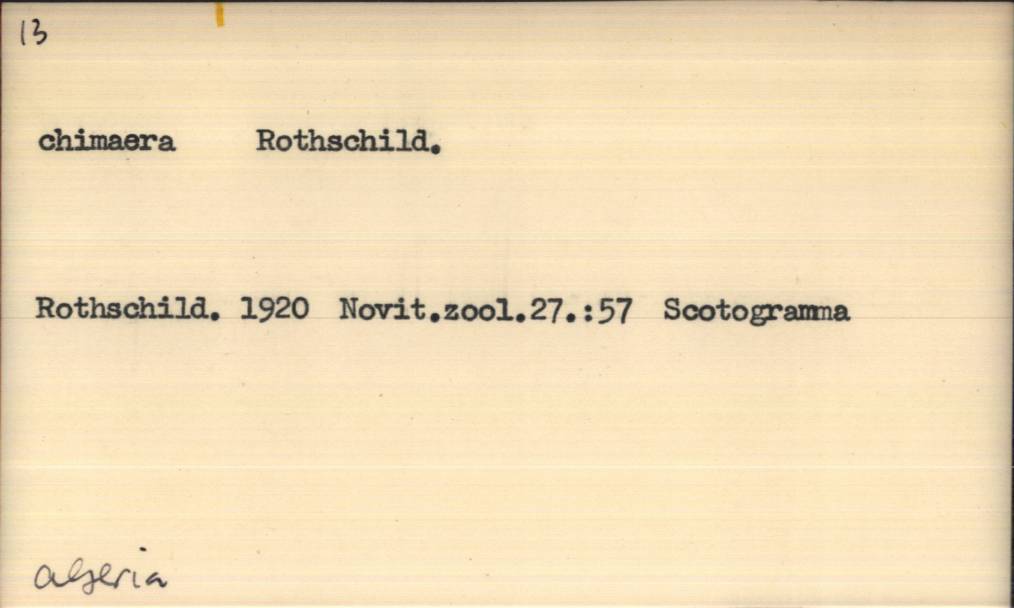 13
chimaera Rothschild.
Rothschild. 1920 Novit.zool.27.:57 Scotogramma
algeria